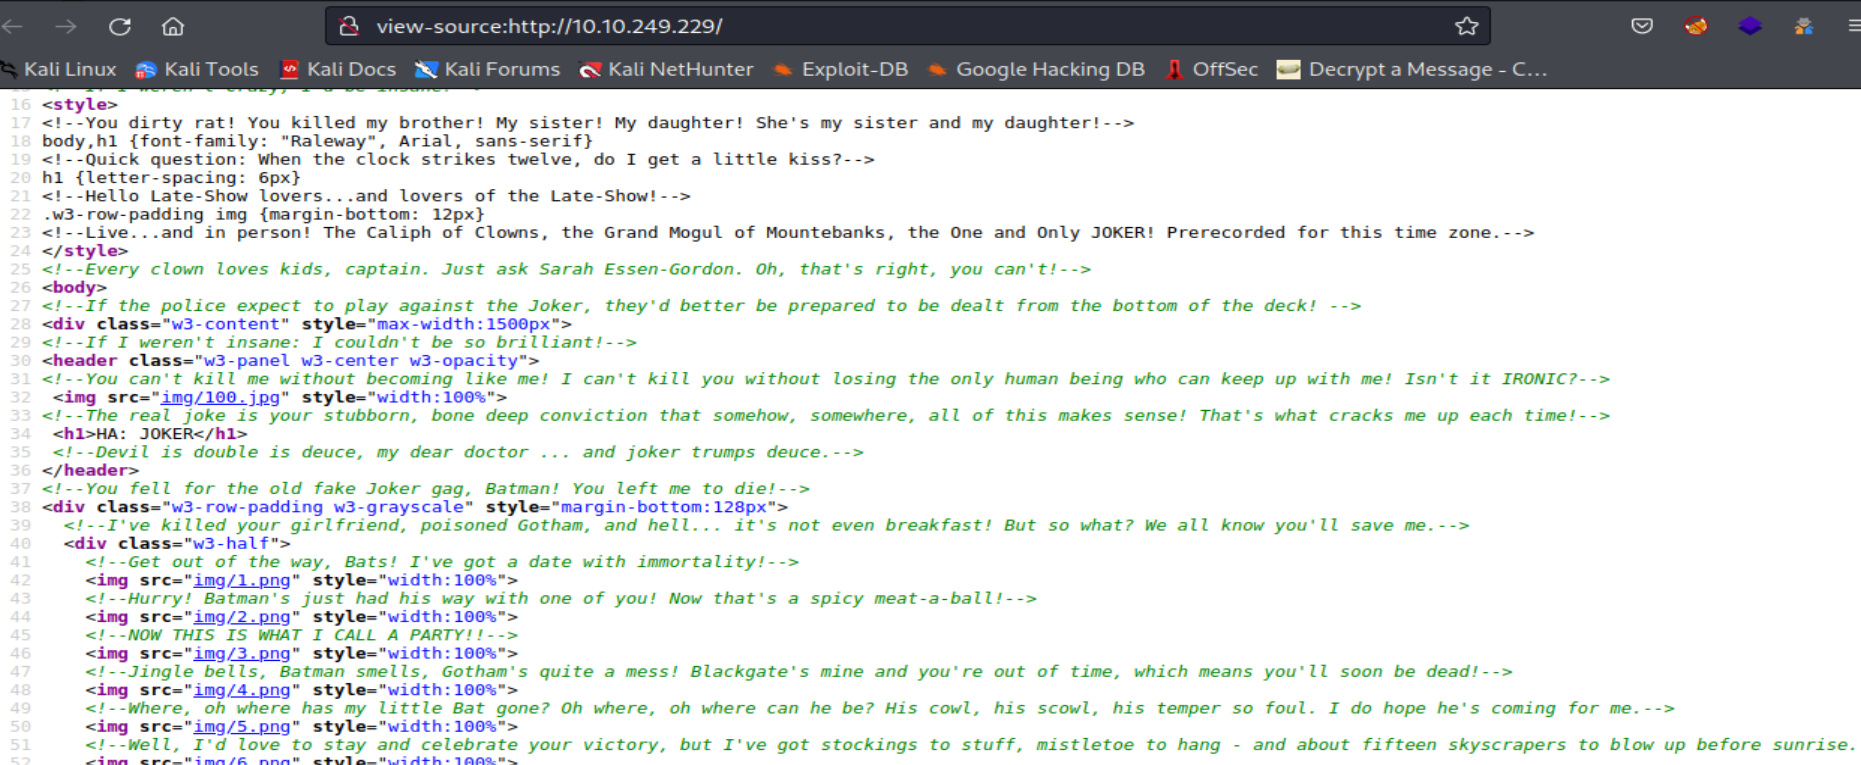 view-source:http://10.10.249.229/
Kali Linux Kali Tools Kali Docs Kali Forums Kali NetHunter Exploit-DB Google Hacking DB OffSec Decrypt a Message - C...
16 <style>
17 <!--You dirty rat! You killed my brother! My sister! My daughter! She's my sister and my daughter!-->
18 body,h1 {font-family: "Raleway", Arial, sans-serif}
19 <!--Quick question: When the clock strikes twelve, do I get a little kiss?-->
20 h1 {letter-spacing: 6px}
21 <!--Hello Late-Show lovers...and lovers of the Late-Show!-->
22 .w3-row-padding img {margin-bottom: 12px}
23 <!--Live...and in person! The Caliph of Clowns, the Grand Mogul of Mountebanks, the One and Only JOKER! Prerecorded for this time zone.-->
24 </style>
25 <!--Every clown loves kids, captain. Just ask Sarah Essen-Gordon. Oh, that's right, you can't!-->
26 <body>
27 <!--If the police expect to play against the Joker, they'd better be prepared to be dealt from the bottom of the deck! -->
28 <div class="w3-content" style="max-width:1500px">
29 <!--If I weren't insane: I couldn't be so brilliant!-->
30 <header class="w3-panel w3-center w3-opacity">
31 <!--You can't kill me without becoming like me! I can't kill you without losing the only human being who can keep up with me! Isn't it IRONIC?-->
32 <img src="img/100.jpg" style="width:100%">
33 <!--The real joke is your stubborn, bone deep conviction that somehow, somewhere, all of this makes sense! That's what cracks me up each time!-->
34 <h1>HA: JOKER</h1>
35 <!--Devil is double is deuce, my dear doctor ... and joker trumps deuce.-->
36 </header>
37 <!--You fell for the old fake Joker gag, Batman! You left me to die!-->
38 <div class="w3-row-padding w3-grayscale" style="margin-bottom:128px">
39 <!--I've killed your girlfriend, poisoned Gotham, and hell... it's not even breakfast! But so what? We all know you'll save me.-->
40 <div class="w3-half">
41 <!--Get out of the way, Bats! I've got a date with immortality!-->
42 <img src="img/1.png" style="width:100%">
43 <!--Hurry! Batman's just had his way with one of you! Now that's a spicy meat-a-ball!-->
44 <img src="img/2.png" style="width:100%">
45 <!--NOW THIS IS WHAT I CALL A PARTY!!-->
46 <img src="img/3.png" style="width:100%">
47 <!--Jingle bells, Batman smells, Gotham's quite a mess! Blackgate's mine and you're out of time, which means you'll soon be dead!-->
48 <img src="img/4.png" style="width:100%">
49 <!--Where, oh where has my little Bat gone? Oh where, oh where can he be? His cowl, his scowl, his temper so foul. I do hope he's coming for me.-->
50 <img src="img/5.png" style="width:100%">
51 <!--Well, I'd love to stay and celebrate your victory, but I've got stockings to stuff, mistletoe to hang - and about fifteen skyscrapers to blow up before sunrise.
52 <img src="img/6.png" style="width:100%">